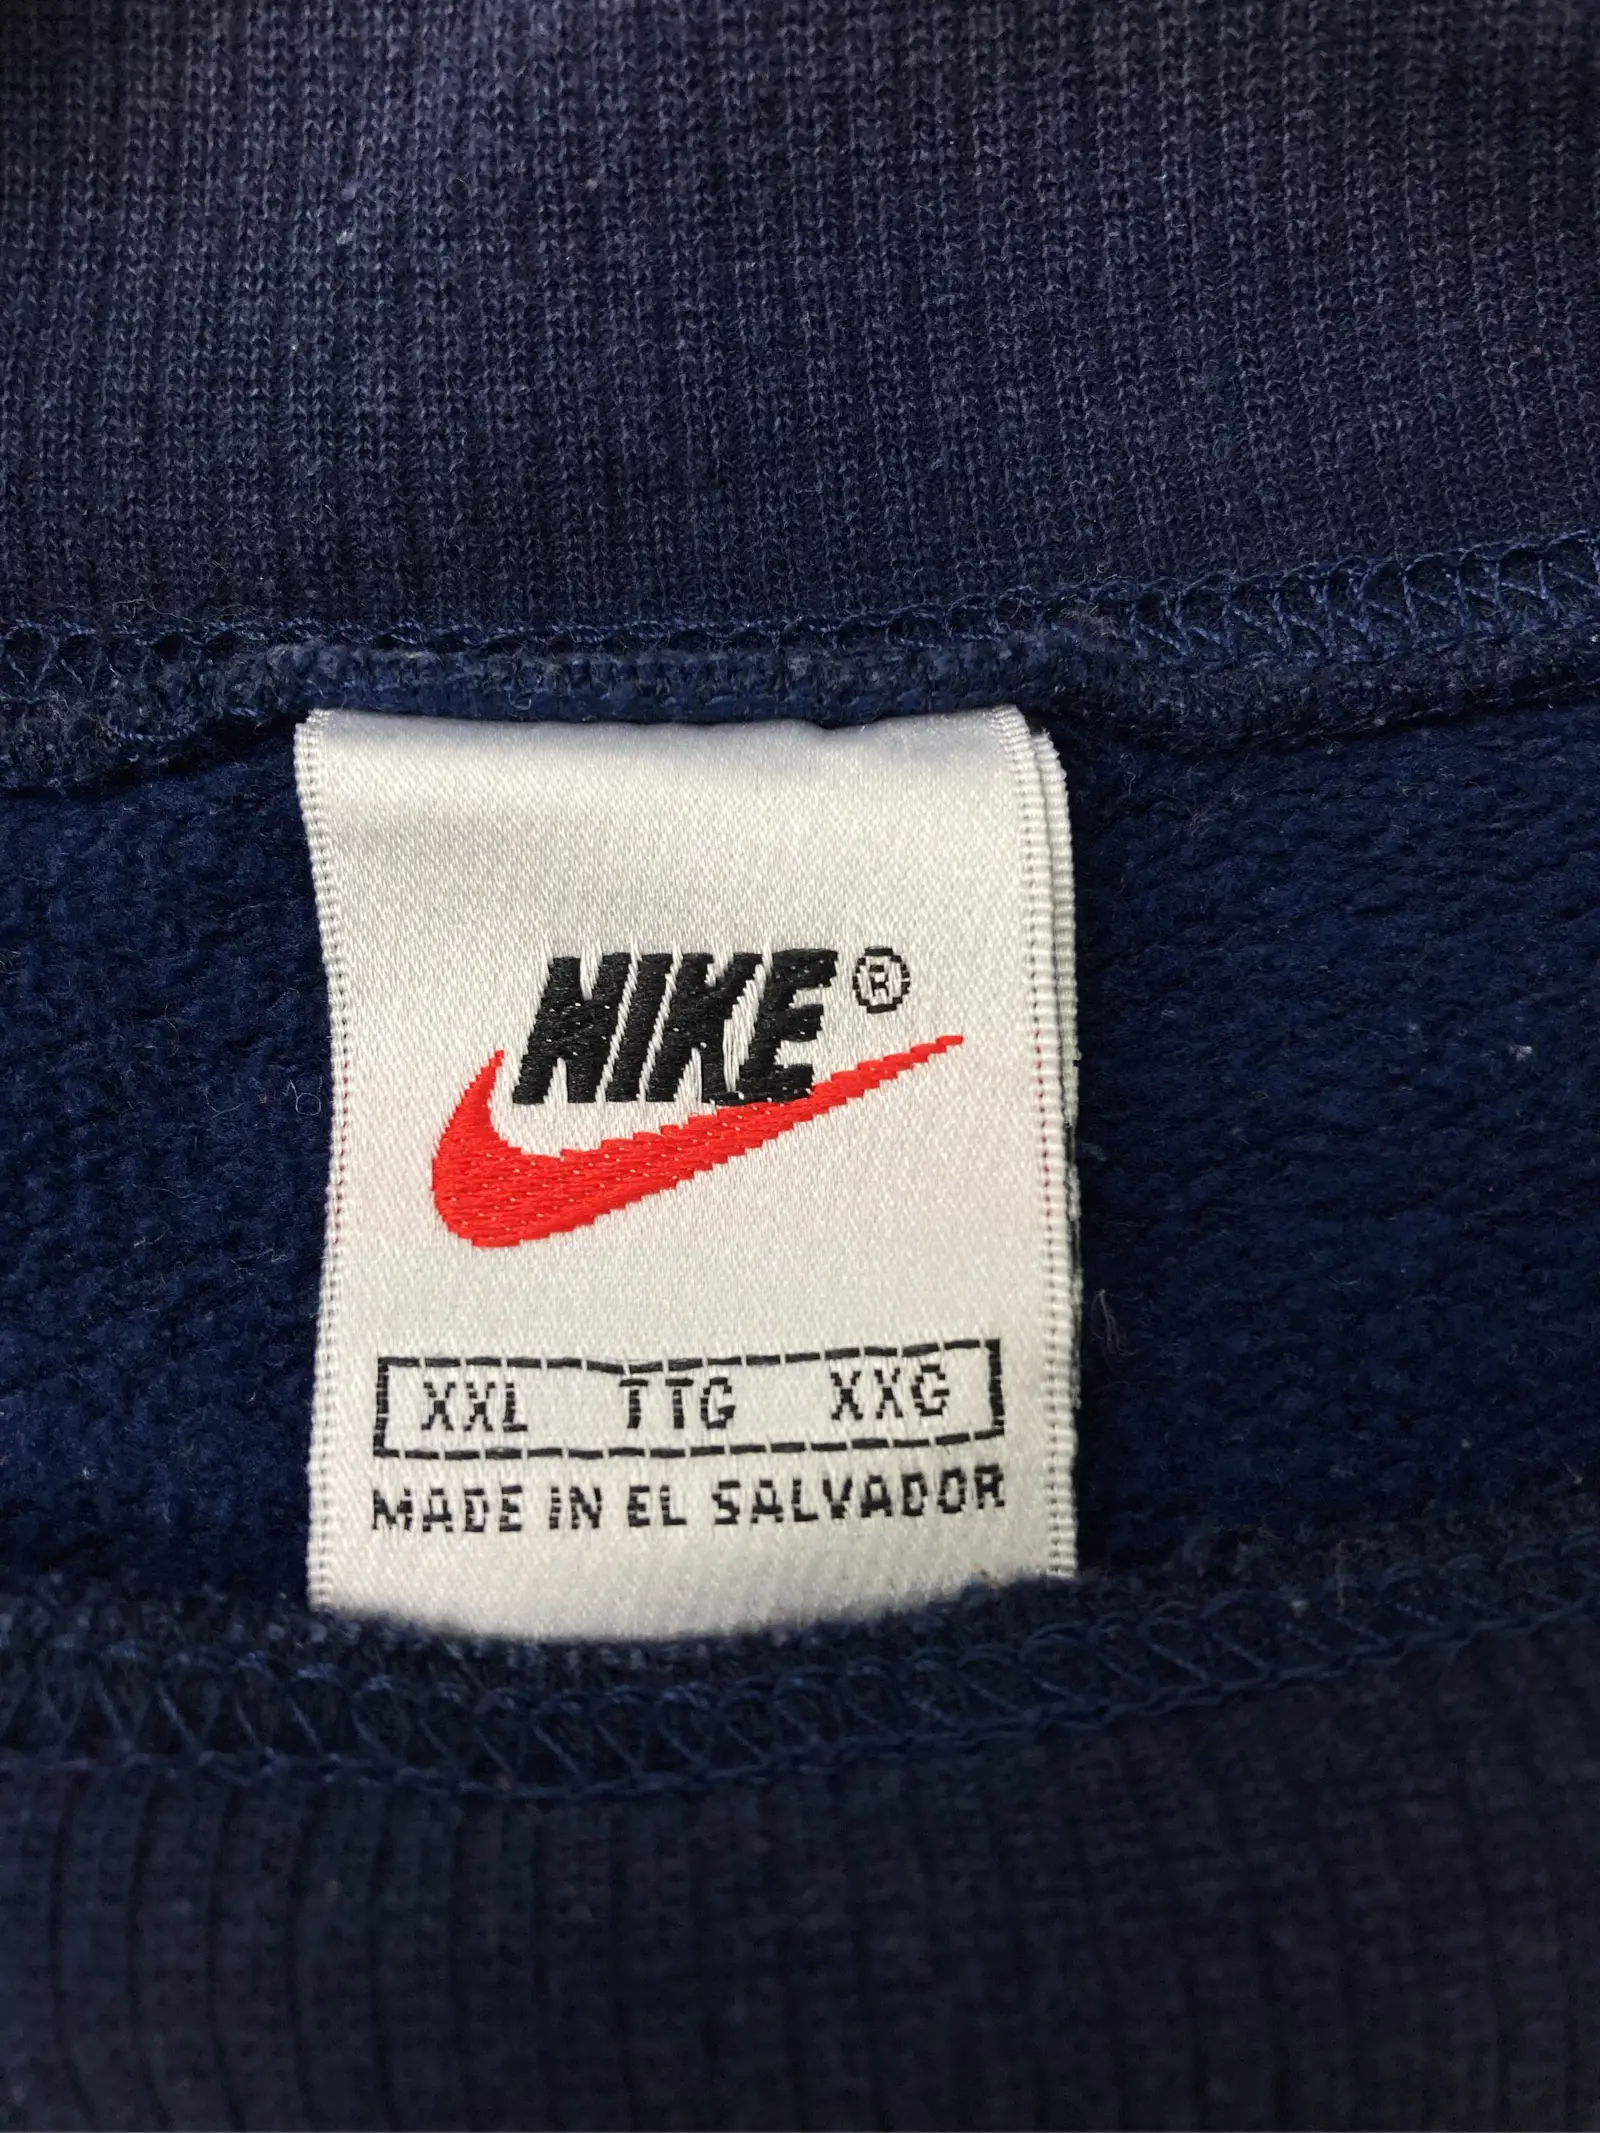 NIKE®
XXL TTG XXG
MADE IN EL SALVADOR